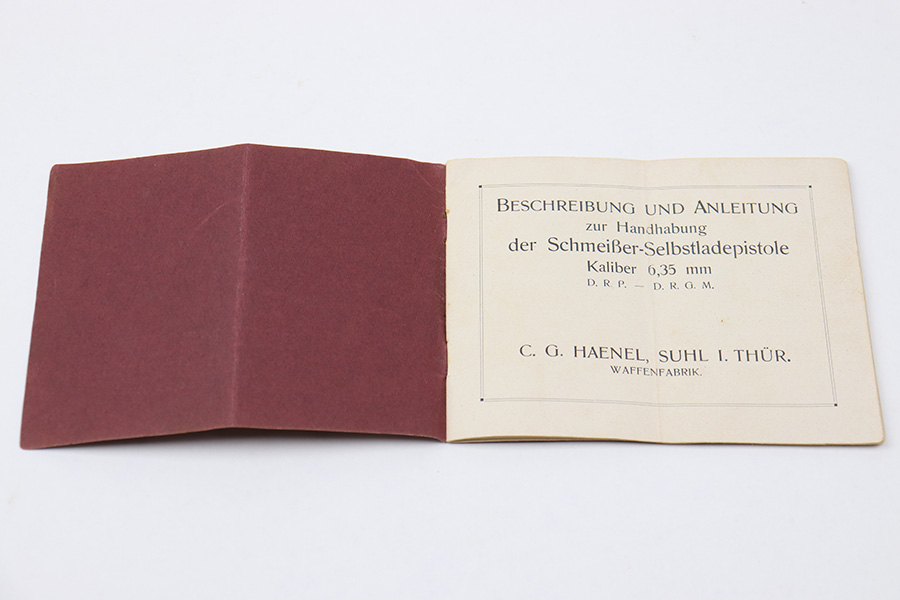 BESCHREIBUNG UND ANLEITUNG
zur Handhabung
der Schmeißer-Selbstladepistole
Kaliber 6,35 mm
D. R. P. — D. R. G. M.
C. G. HAENEL, SUHL I. THÜR.
WAFFENFABRIK.